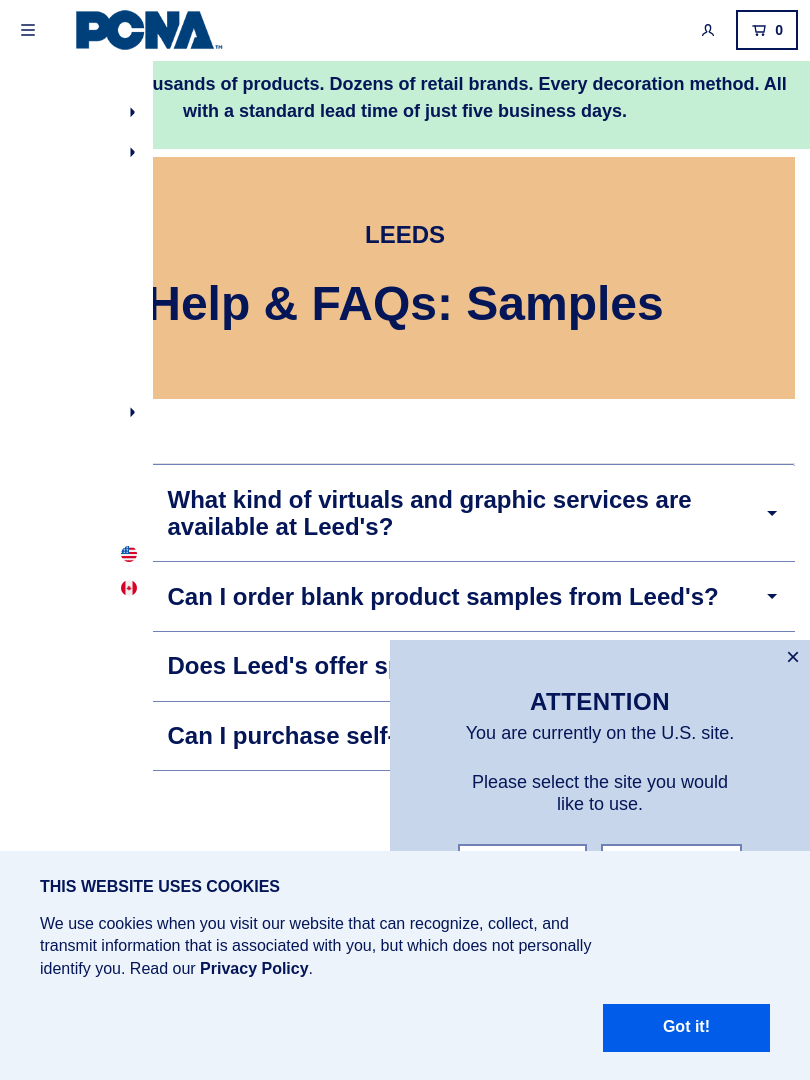 PCNA™
0
usands of products. Dozens of retail brands. Every decoration method. All
with a standard lead time of just five business days.
LEEDS
Help & FAQs: Samples
What kind of virtuals and graphic services are
available at Leed's?
Can I order blank product samples from Leed's?
Does Leed's offer
Can I purchase self-
ATTENTION
You are currently on the U.S. site.
Please select the site you would
like to use.
THIS WEBSITE USES COOKIES
We use cookies when you visit our website that can recognize, collect, and
transmit information that is associated with you, but which does not personally
identify you. Read our Privacy Policy.
Got it!